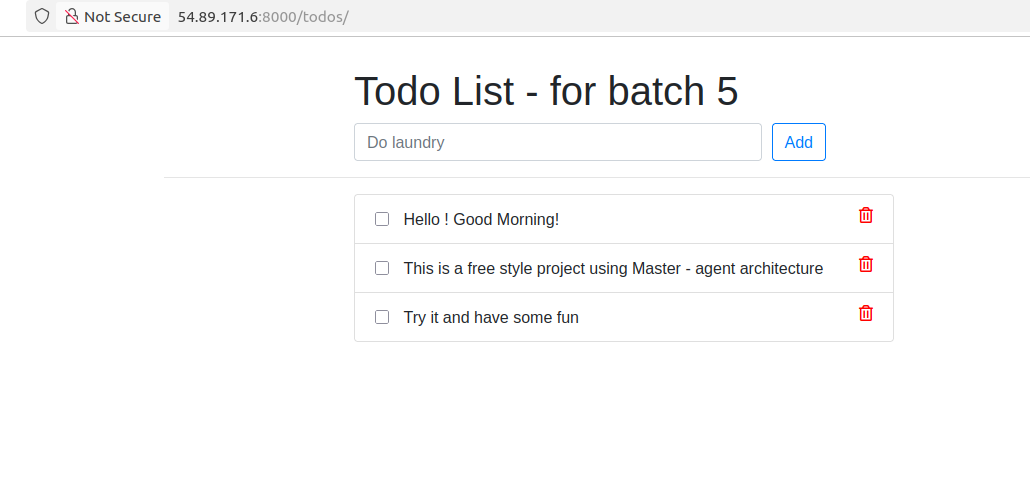 Not Secure 54.89.171.6:8000/todos/
Todo List - for batch 5
Do laundry Add
Hello ! Good Morning!
This is a free style project using Master - agent architecture
Try it and have some fun